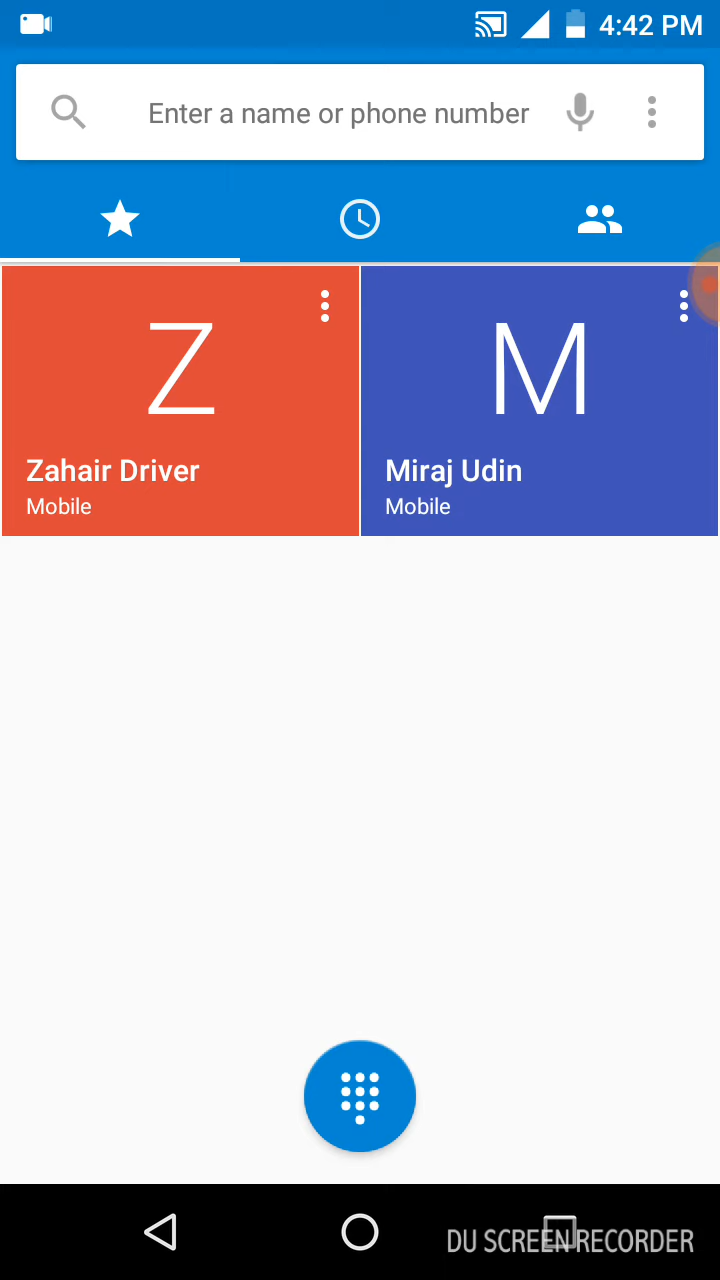 4:42 PM
Enter a name or phone number
Z
M
Zahair Driver
Miraj Udin
Mobile
Mobile
DU SCREEN RECORDER